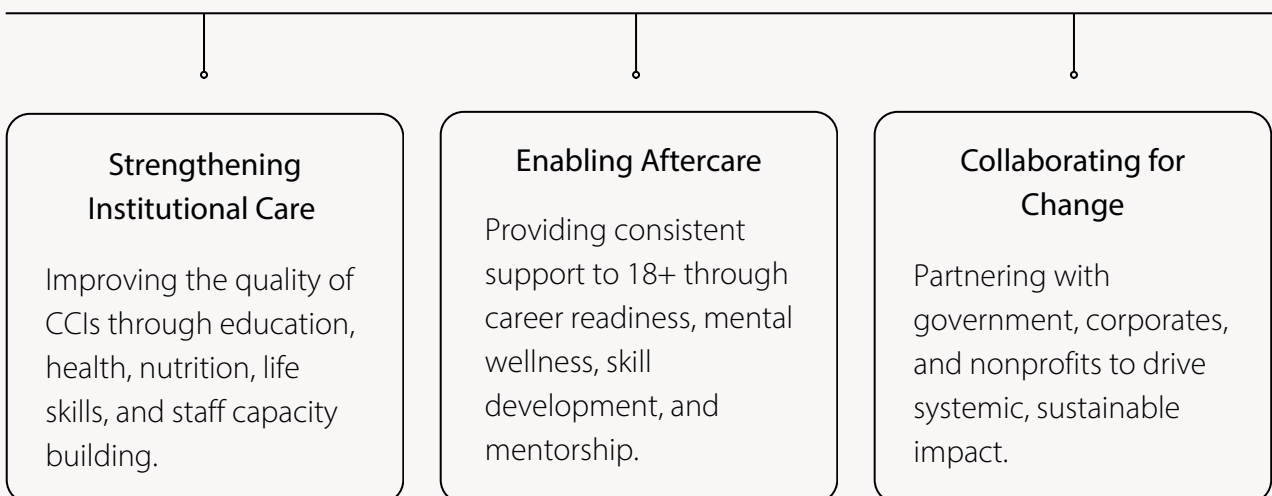 Strengthening
Institutional Care
Improving the quality of
CCIs through education,
health, nutrition, life
skills, and staff capacity
building.
Enabling Aftercare
Providing consistent
support to 18+ through
career readiness, mental
wellness, skill
development, and
mentorship.
Collaborating for
Change
Partnering with
government, corporates,
and nonprofits to drive
systemic, sustainable
impact.